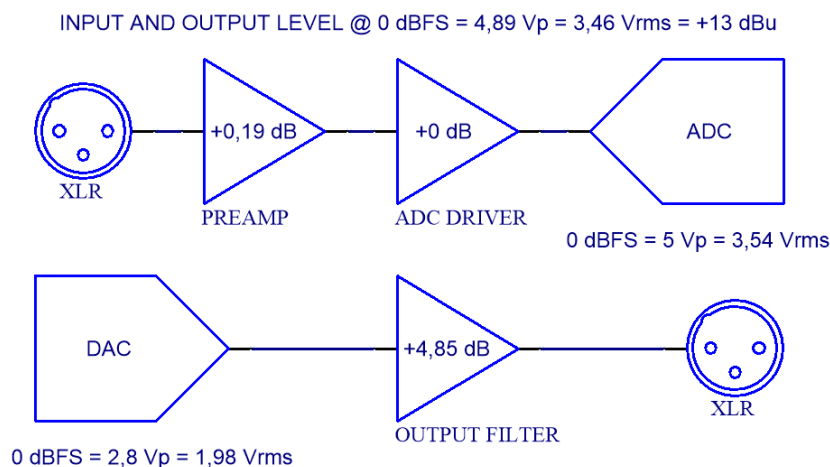 INPUT AND OUTPUT LEVEL @ 0 dBFS = 4,89 Vp = 3,46 Vrms = +13 dBu
+0,19 dB
+0 dB
ADC
XLR
PREAMP
ADC DRIVER
0 dBFS = 5 Vp = 3,54 Vrms
DAC
+4,85 dB
XLR
OUTPUT FILTER
0 dBFS = 2,8 Vp = 1,98 Vrms